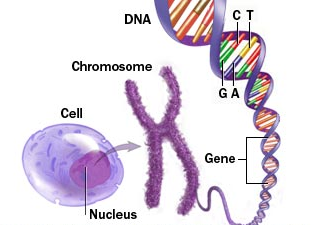 DNA
C T
Chromosome
G A
Cell
Gene
Nucleus